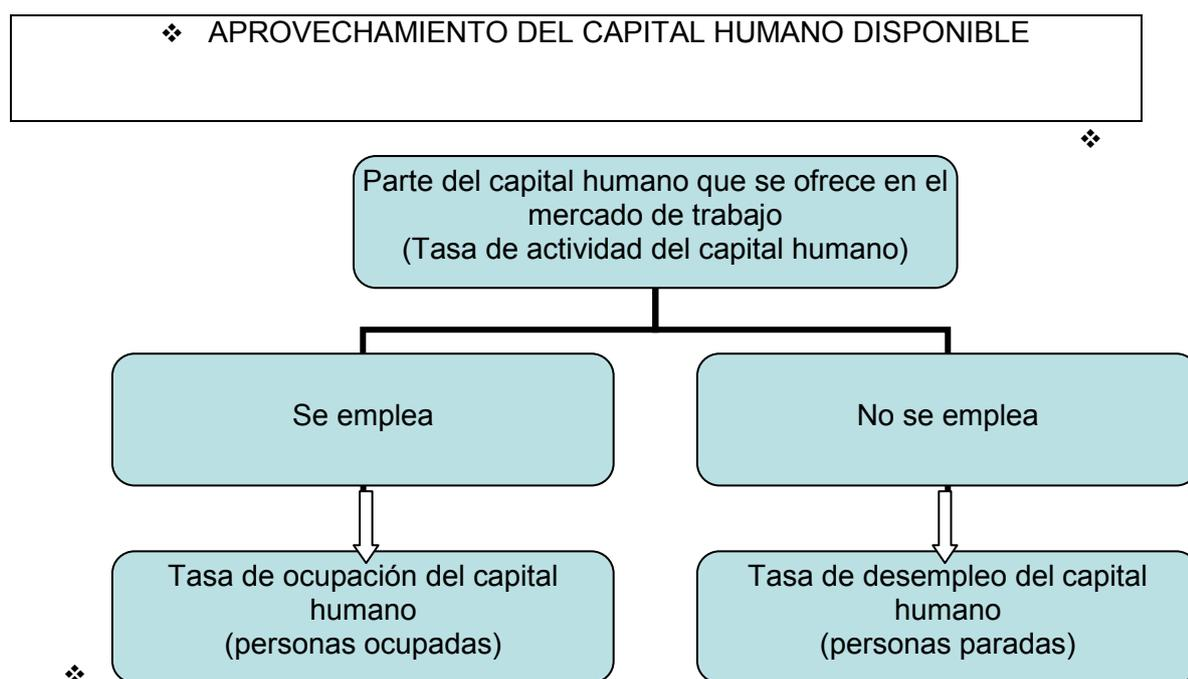 ❖ APROVECHAMIENTO DEL CAPITAL HUMANO DISPONIBLE
❖
Parte del capital humano que se ofrece en el
mercado de trabajo
(Tasa de actividad del capital humano)
Se emplea
No se emplea
Tasa de ocupación del capital
humano
(personas ocupadas)
Tasa de desempleo del capital
humano
(personas paradas)
❖